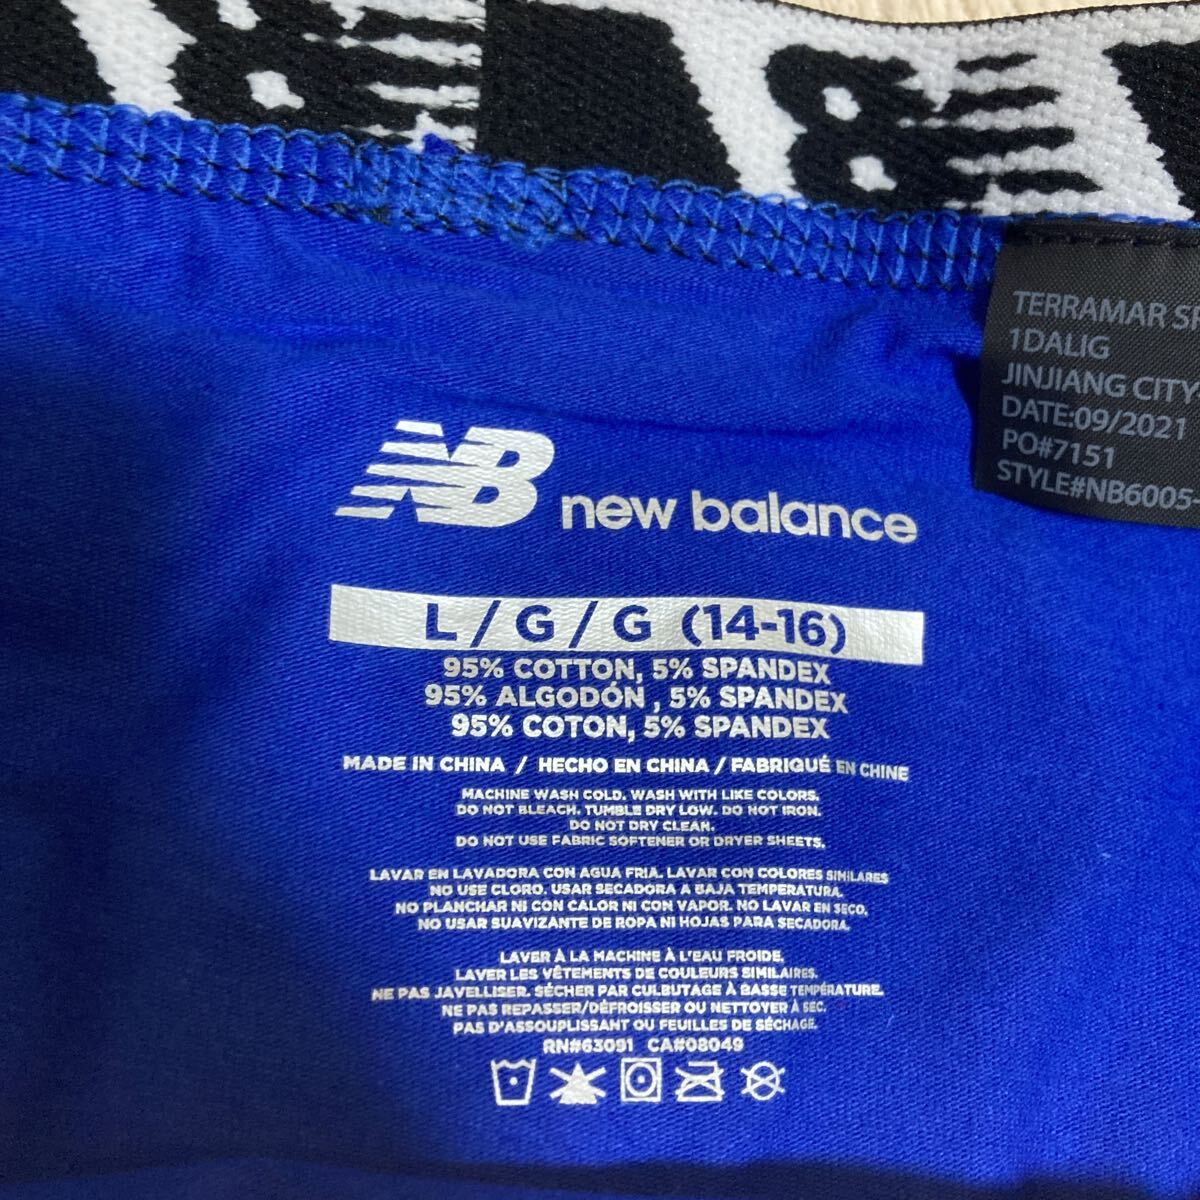 TERRAMAR
1DALIG
JINJIANG CITY
DATE:09/2021
PO#7151
STYLE#NB6005
NB new balance
L / G / G (14-16)
95% COTTON, 5% SPANDEX
95% ALGODÓN , 5% SPANDEX
95% COTON, 5% SPANDEX
MADE IN CHINA / HECHO EN CHINA / FABRIQUÉ EN CHINE
MACHINE WASH COLD. WASH WITH LIKE COLORS.
DO NOT BLEACH. TUMBLE DRY LOW. DO NOT IRON.
DO NOT DRY CLEAN.
DO NOT USE FABRIC SOFTENER OR DRYER SHEETS.
LAVAR EN LAVADORA CON AGUA FRIA. LAVAR CON COLORES SIMILARES
NO USE CLORO. USAR SECADORA A BAJA TEMPERATURA.
NO PLANCHAR NI CON CALOR NI CON VAPOR. NO LAVAR EN SECO.
NO USAR SUAVIZANTE DE ROPA NI HOJAS PARA SECADORA.
LAVER À LA MACHINE À L'EAU FROIDE.
LAVER LES VÊTEMENTS DE COULEURS SIMILAIRES.
NE PAS JAVELLISER. SÉCHER PAR CULBUTAGE À BASSE TEMPÉRATURE.
NE PAS REPASSER/DÉFROISSER OU NETTOYER À SEC.
PAS D'ASSOUPLISSANT OU FEUILLES DE SÉCHAGE.
RN#63091 CA#08049